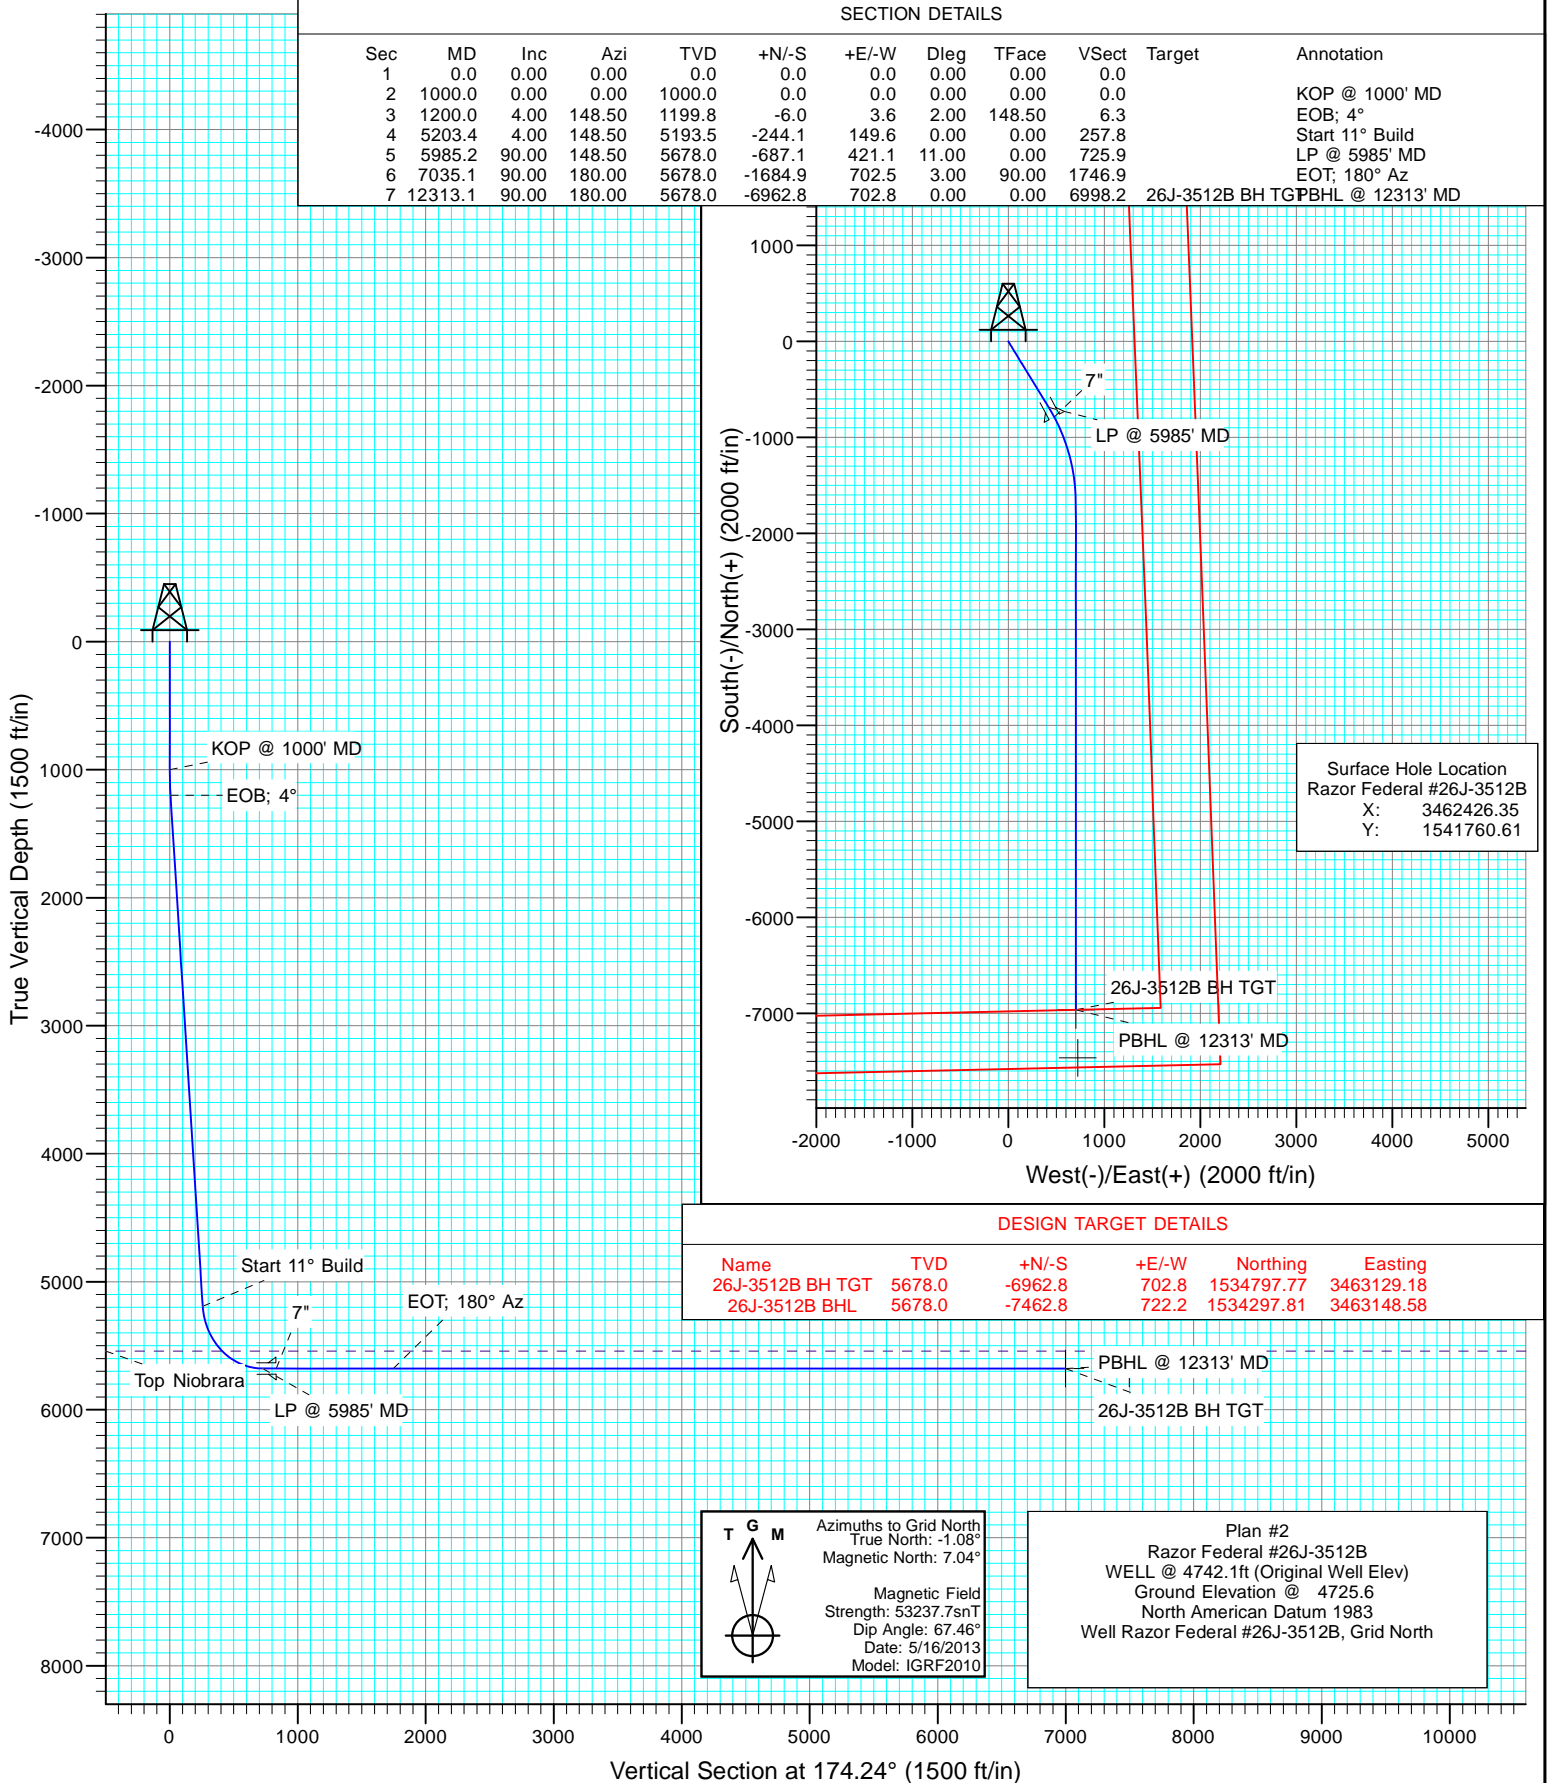 SECTION DETAILS
Sec MD Inc Azi TVD +N/-S +E/-W Dleg TFace VSect Target Annotation
1 0.0 0.00 0.00 0.0 0.0 0.0 0.00 0.00 0.0
2 1000.0 0.00 0.00 1000.0 0.0 0.0 0.00 0.00 0.0 KOP @ 1000' MD
3 1200.0 4.00 148.50 1199.8 -6.0 3.6 2.00 148.50 6.3 EOB; 4°
4 5203.4 4.00 148.50 5193.5 -244.1 149.6 0.00 0.00 257.8 Start 11° Build
5 5985.2 90.00 148.50 5678.0 -687.1 421.1 11.00 0.00 725.9 LP @ 5985' MD
6 7035.1 90.00 180.00 5678.0 -1684.9 702.5 3.00 90.00 1746.9 EOT; 180° Az
7 12313.1 90.00 180.00 5678.0 -6962.8 702.8 0.00 0.00 6998.2 26J-3512B BH TGT PBHL @ 12313' MD
-4000
-3000
-2000
-1000
0
1000
2000
3000
4000
5000
6000
7000
8000
True Vertical Depth (1500 ft/in)
KOP @ 1000' MD
EOB; 4°
Start 11° Build
7"
EOT; 180° Az
Top Niobrara
LP @ 5985' MD
PBHL @ 12313' MD
26J-3512B BH TGT
0 1000 2000 3000 4000 5000 6000 7000 8000 9000 10000
Vertical Section at 174.24° (1500 ft/in)
1000
0
-1000
-2000
-3000
-4000
-5000
-6000
-7000
South(-)/North(+) (2000 ft/in)
7"
LP @ 5985' MD
26J-3512B BH TGT
PBHL @ 12313' MD
-2000 -1000 0 1000 2000 3000 4000 5000
West(-)/East(+) (2000 ft/in)
Surface Hole Location
Razor Federal #26J-3512B
X: 3462426.35
Y: 1541760.61
DESIGN TARGET DETAILS
Name TVD +N/-S +E/-W Northing Easting
26J-3512B BH TGT 5678.0 -6962.8 702.8 1534797.77 3463129.18
26J-3512B BHL 5678.0 -7462.8 722.2 1534297.81 3463148.58
T G M
Azimuths to Grid North
True North: -1.08°
Magnetic North: 7.04°
Magnetic Field
Strength: 53237.7snT
Dip Angle: 67.46°
Date: 5/16/2013
Model: IGRF2010
Plan #2
Razor Federal #26J-3512B
WELL @ 4742.1ft (Original Well Elev)
Ground Elevation @ 4725.6
North American Datum 1983
Well Razor Federal #26J-3512B, Grid North